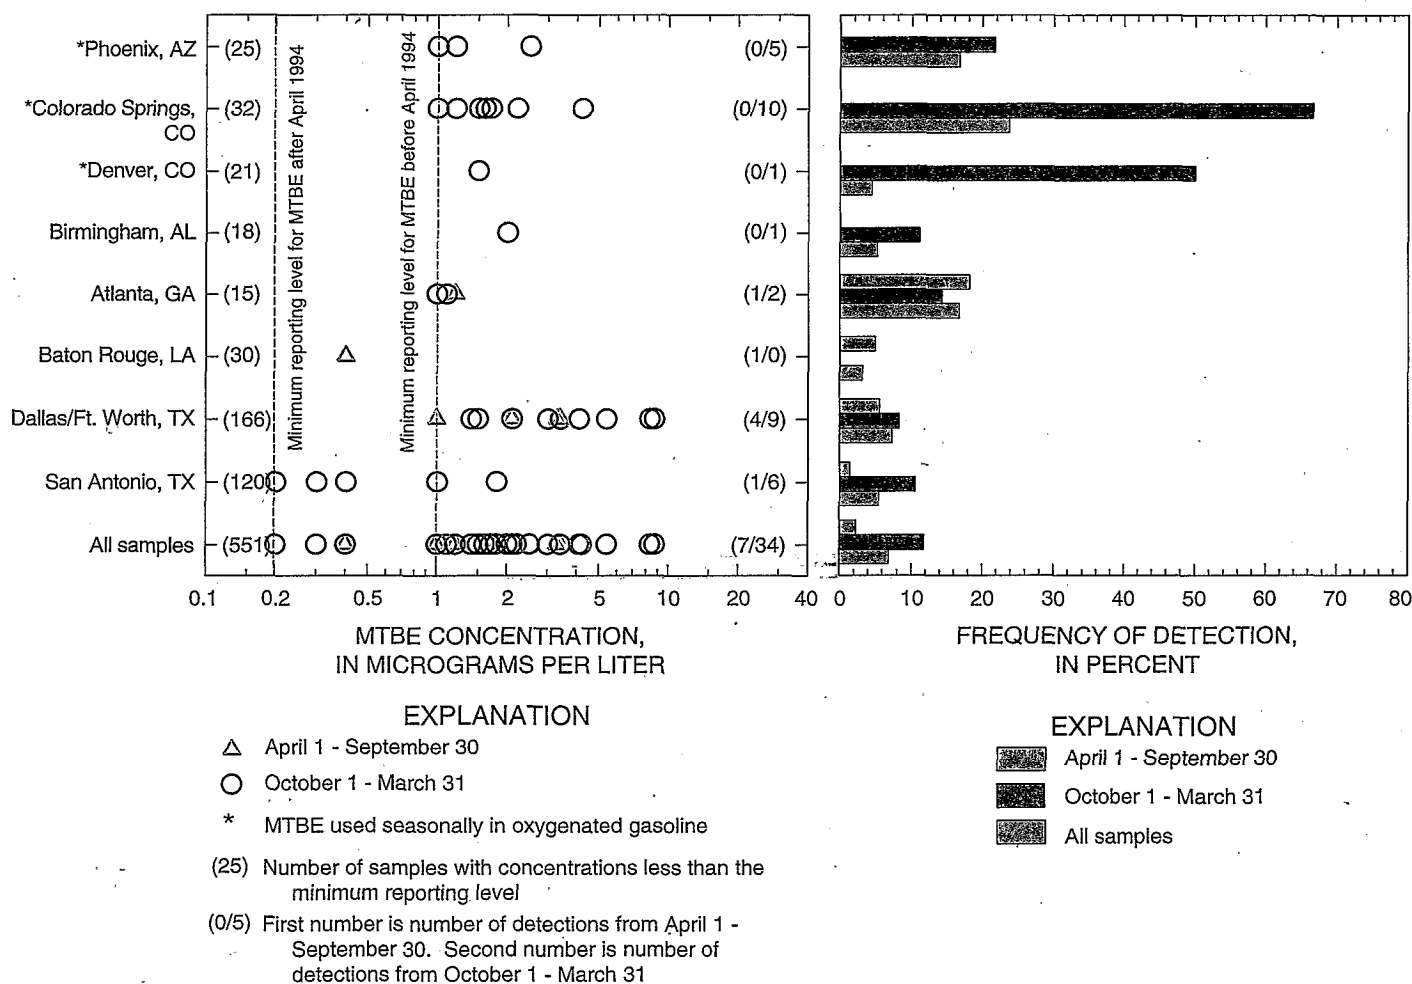 *Phoenix, AZ (25) (0/5)
*Colorado Springs, CO (32) (0/10)
*Denver, CO (21) (0/1)
Birmingham, AL (18) (0/1)
Atlanta, GA (15) (1/2)
Baton Rouge, LA (30) (1/0)
Dallas/Ft. Worth, TX (166) (4/9)
San Antonio, TX (120) (1/6)
All samples (551) (7/34)
Minimum reporting level for MTBE after April 1994
Minimum reporting level for MTBE before April 1994
0.1 0.2 0.5 1 2 5 10 20 40
MTBE CONCENTRATION,
IN MICROGRAMS PER LITER
EXPLANATION
April 1 - September 30
October 1 - March 31
* MTBE used seasonally in oxygenated gasoline
(25) Number of samples with concentrations less than the
minimum reporting level
(0/5) First number is number of detections from April 1 -
September 30. Second number is number of
detections from October 1 - March 31
0 10 20 30 40 50 60 70 80
FREQUENCY OF DETECTION,
IN PERCENT
EXPLANATION
April 1 - September 30
October 1 - March 31
All samples